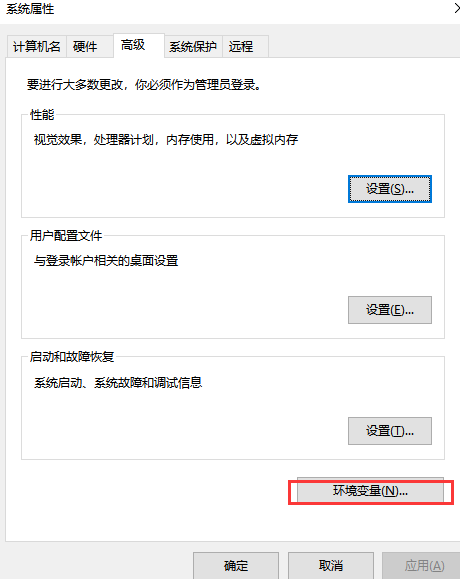 系统属性
计算机名 硬件 高级 系统保护 远程
要进行大多数更改，你必须作为管理员登录。
性能
视觉效果，处理器计划，内存使用，以及虚拟内存
设置(S)...
用户配置文件
与登录帐户相关的桌面设置
设置(E)...
启动和故障恢复
系统启动、系统故障和调试信息
设置(T)...
环境变量(N)...
确定 取消 应用(A)